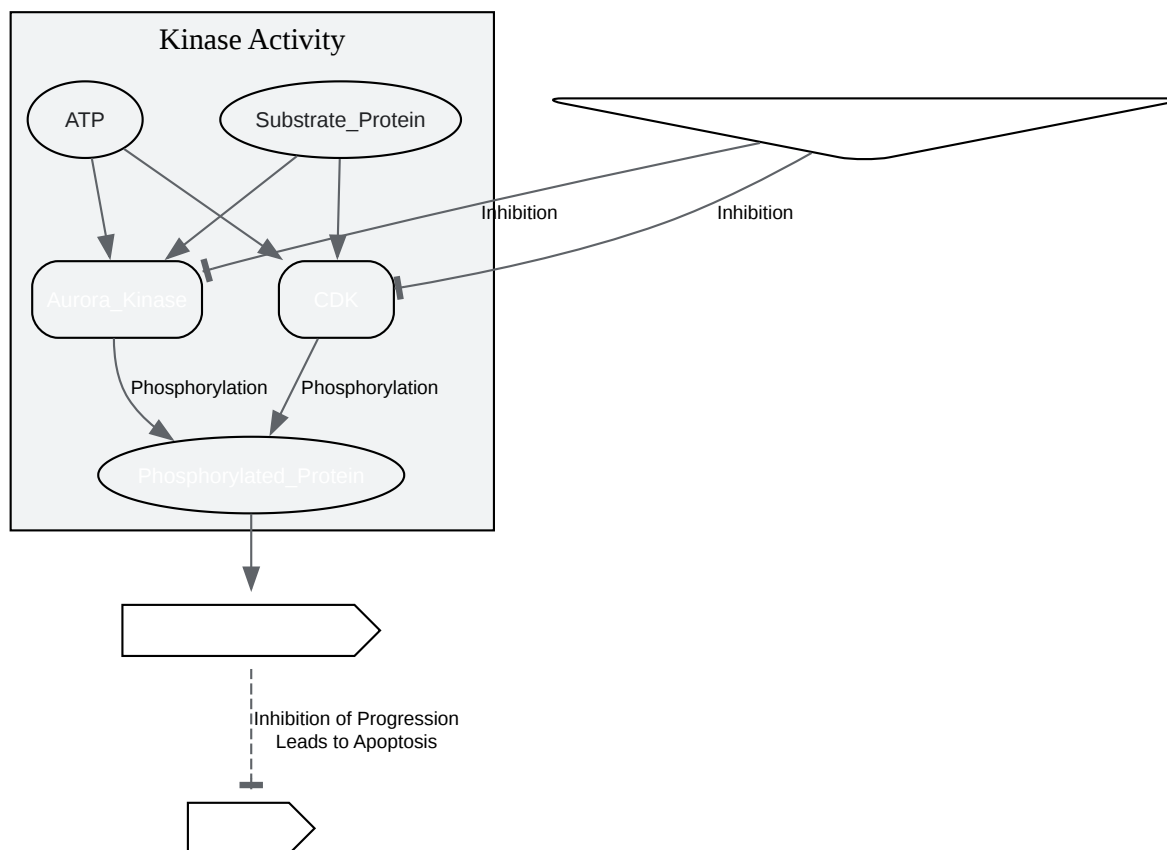 Kinase Activity
ATP
Substrate_Protein
Inhibition
Inhibition
Aurora_Kinase
CDK
Phosphorylation
Phosphorylation
Phosphorylated_Protein
Inhibition of Progression
Leads to Apoptosis